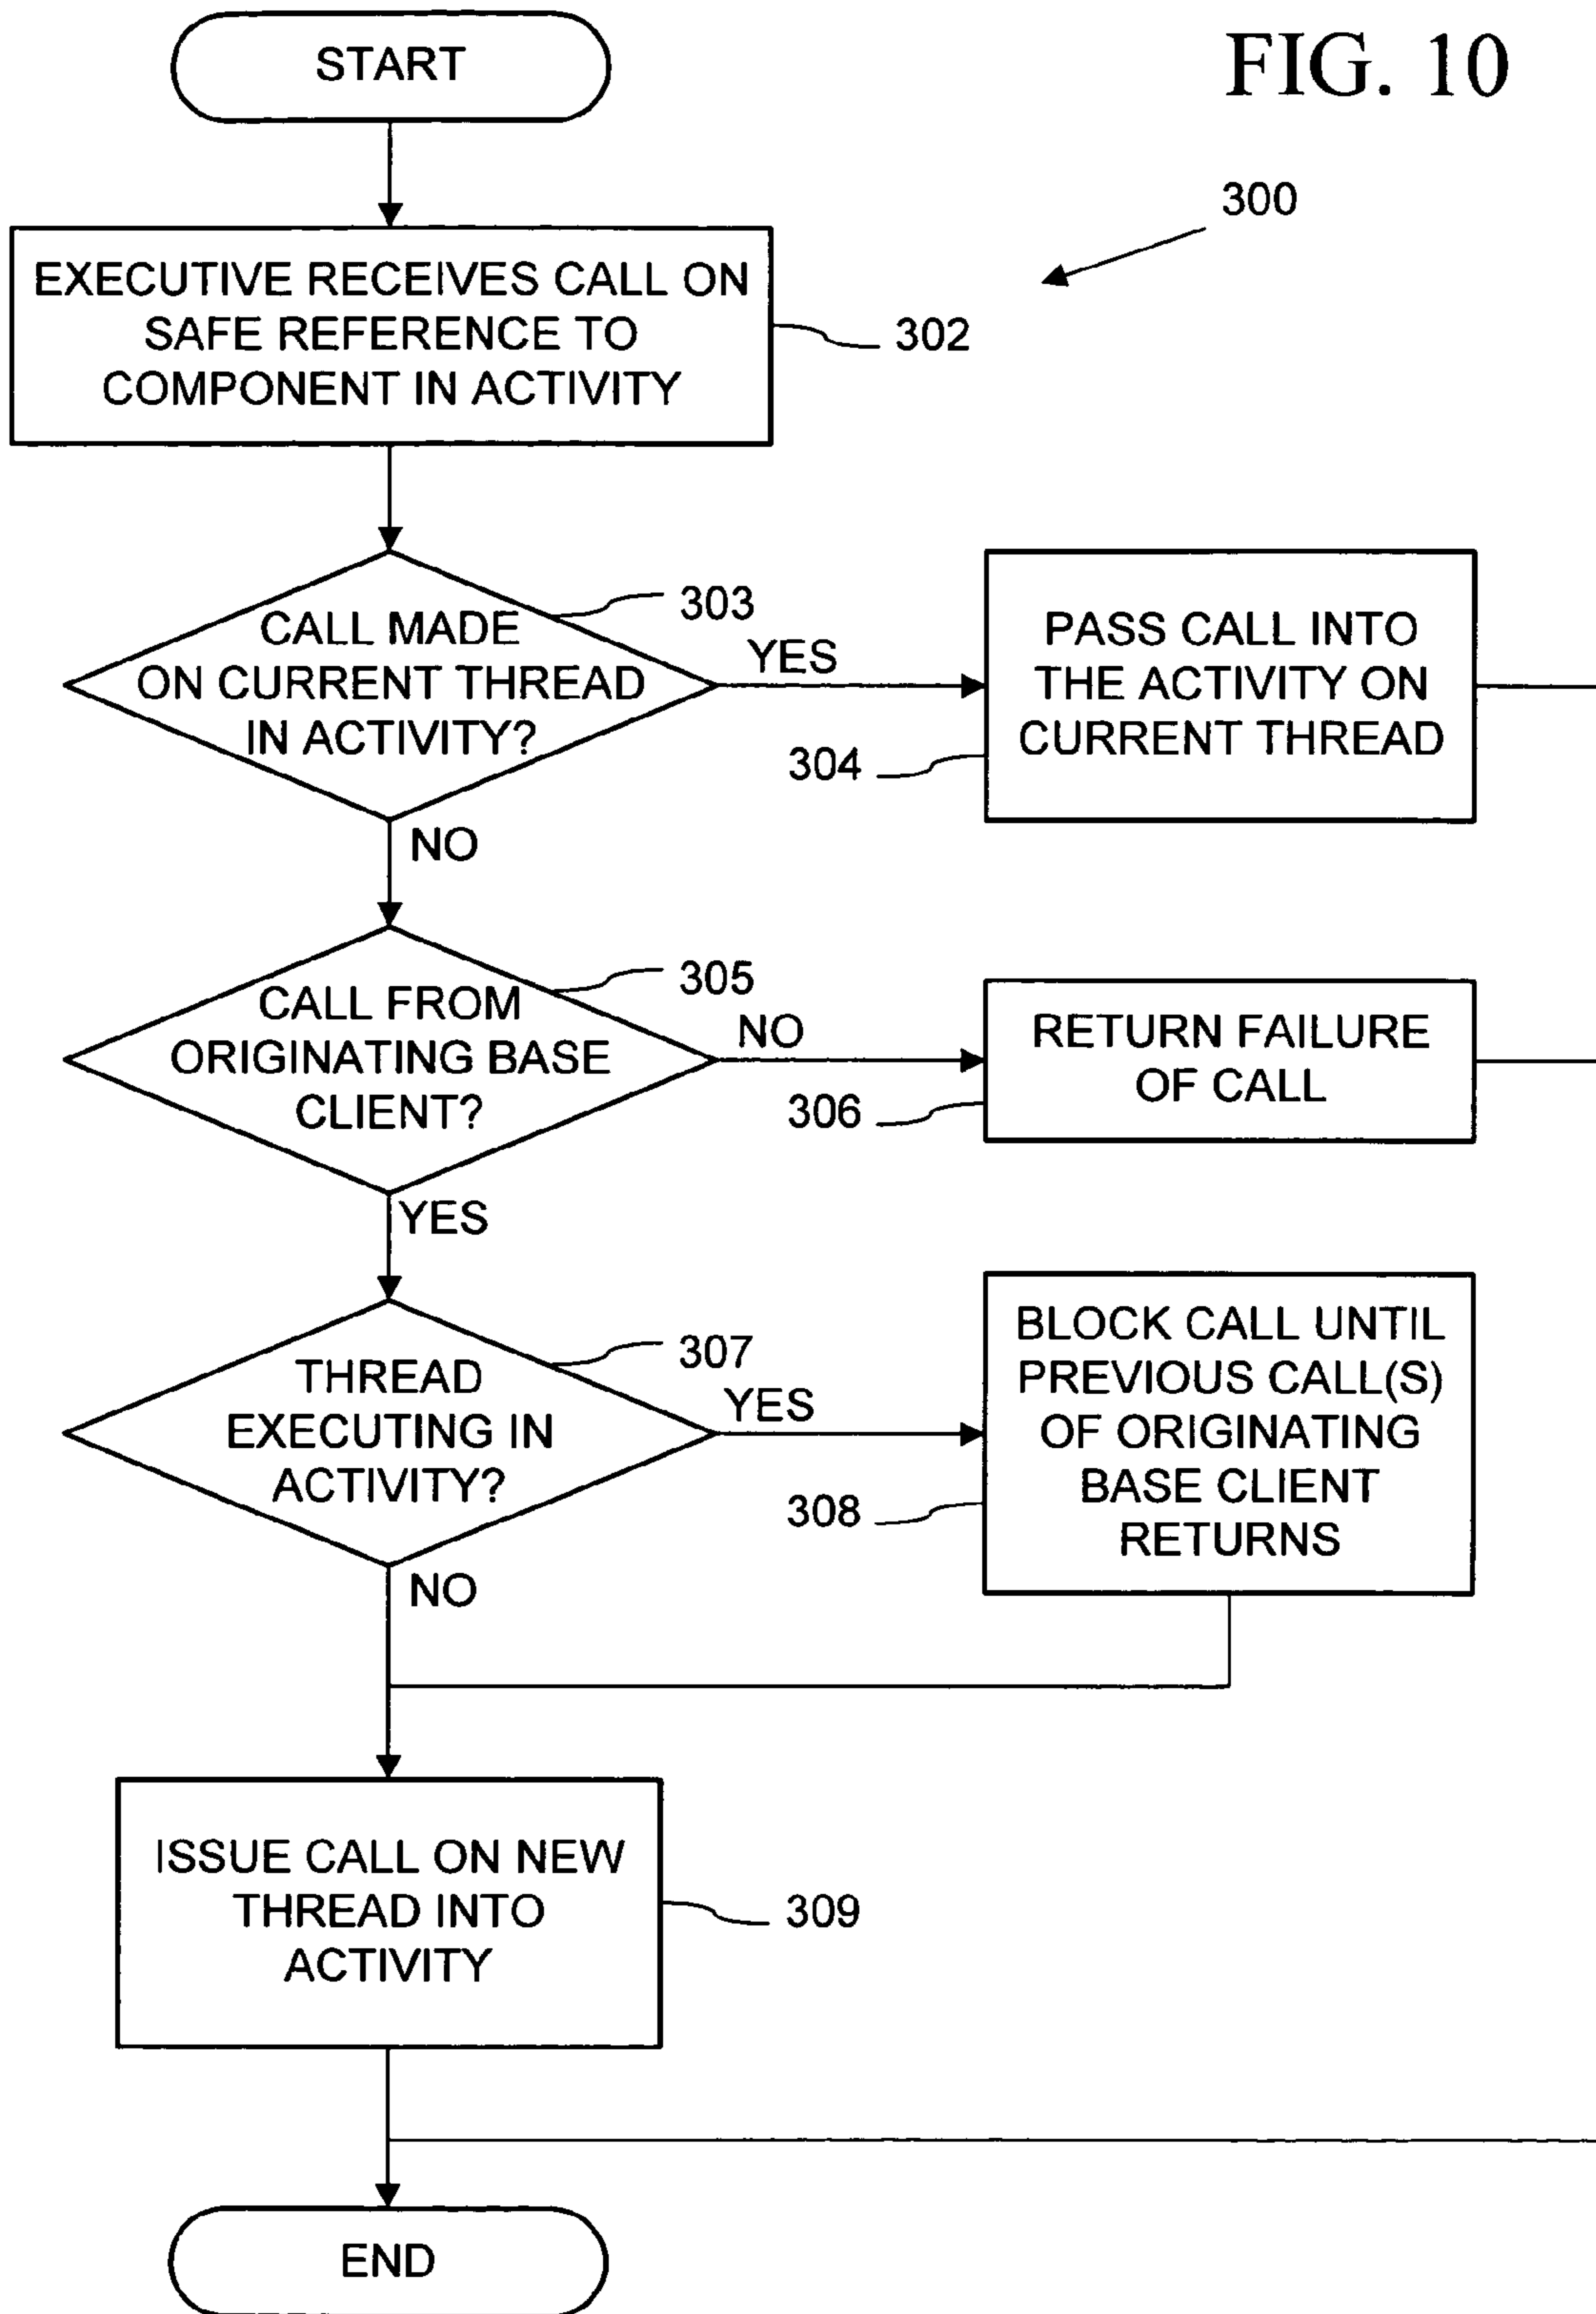 START
FIG. 10
300
EXECUTIVE RECEIVES CALL ON
SAFE REFERENCE TO
COMPONENT IN ACTIVITY
302
CALL MADE
ON CURRENT THREAD
IN ACTIVITY?
303
YES
PASS CALL INTO
THE ACTIVITY ON
CURRENT THREAD
304
NO
CALL FROM
ORIGINATING BASE
CLIENT?
305
NO
RETURN FAILURE
OF CALL
306
YES
THREAD
EXECUTING IN
ACTIVITY?
307
YES
BLOCK CALL UNTIL
PREVIOUS CALL(S)
OF ORIGINATING
BASE CLIENT
RETURNS
308
NO
ISSUE CALL ON NEW
THREAD INTO
ACTIVITY
309
END